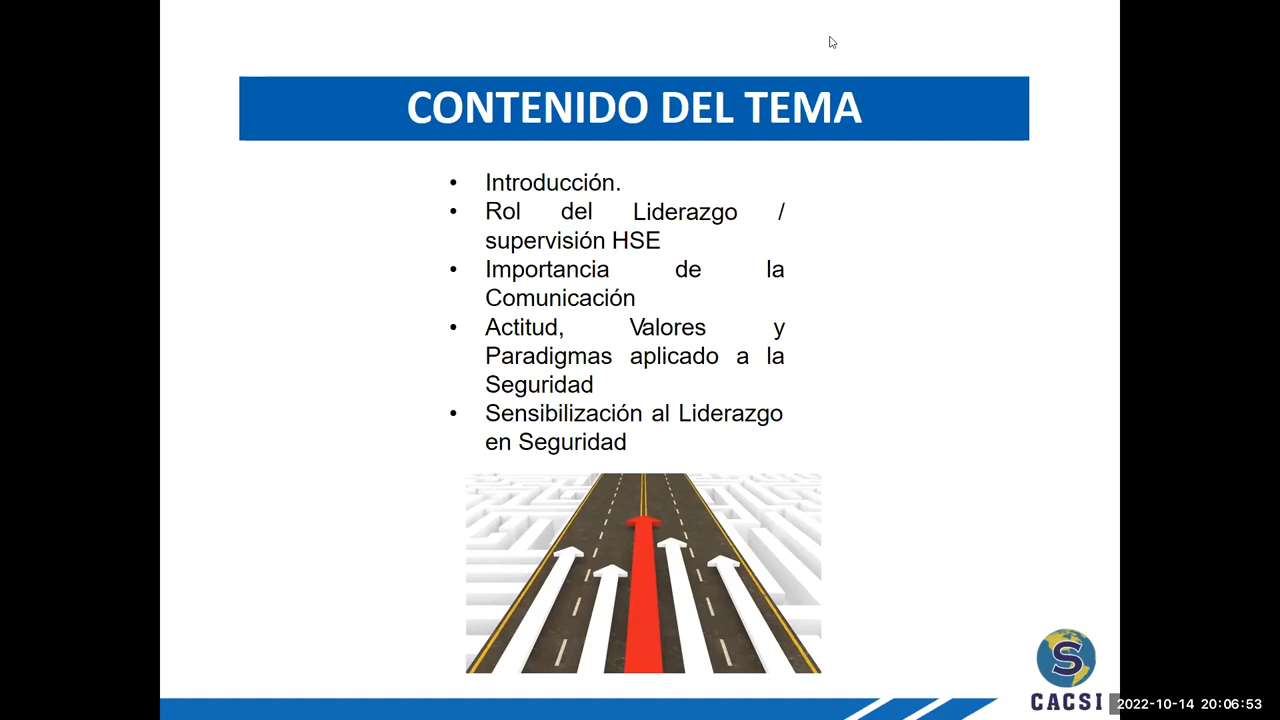 CONTENIDO DEL TEMA
• Introducción.
• Rol del Liderazgo /
supervisión HSE
• Importancia de la
Comunicación
• Actitud, Valores y
Paradigmas aplicado a la
Seguridad
• Sensibilización al Liderazgo
en Seguridad
S
CACSI
2022-10-14 20:06:53